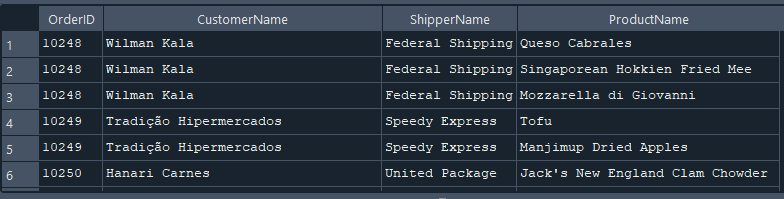 OrderID CustomerName ShipperName ProductName
1 10248 Wilman Kala Federal Shipping Queso Cabrales
2 10248 Wilman Kala Federal Shipping Singaporean Hokkien Fried Mee
3 10248 Wilman Kala Federal Shipping Mozzarella di Giovanni
4 10249 Tradição Hipermercados Speedy Express Tofu
5 10249 Tradição Hipermercados Speedy Express Manjimup Dried Apples
6 10250 Hanari Carnes United Package Jack's New England Clam Chowder